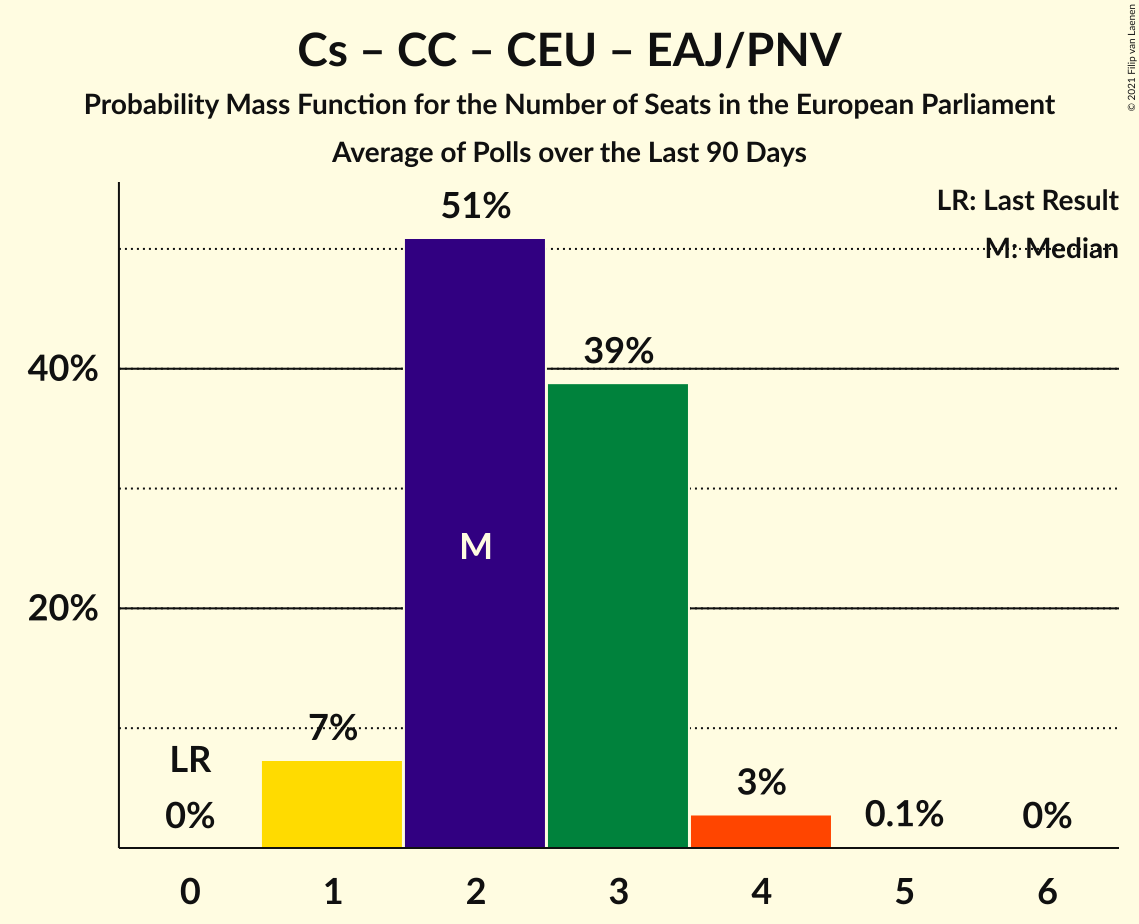 Cs – CC – CEU – EAJ/PNV
Probability Mass Function for the Number of Seats in the European Parliament
Average of Polls over the Last 90 Days
© 2021 Filip van Laenen
LR: Last Result
M: Median
51%
39%
40%
M
20%
7%
LR
0%
3%
0.1%
0%
0 1 2 3 4 5 6